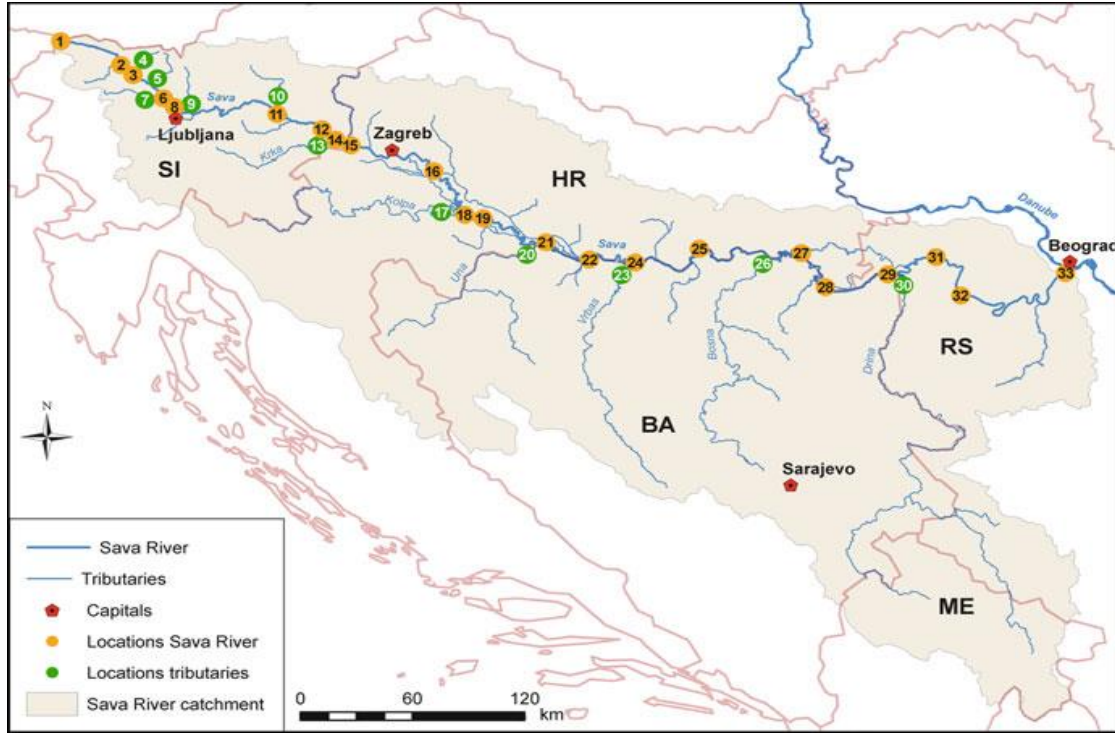 1
2
3
4
5
6
7
8
9
10
11
12
13
14
15
16
17
18
19
20
21
22
23
24
25
26
27
28
29
30
31
32
33
Sava
Ljubljana
Zagreb
Krka
SI
HR
Kolpa
Danube
Beograd
Sava
Una
Vrbas
Bosna
Drina
RS
BA
Sarajevo
ME
N
Sava River
Tributaries
Capitals
Locations Sava River
Locations tributaries
Sava River catchment
0 60 120
km